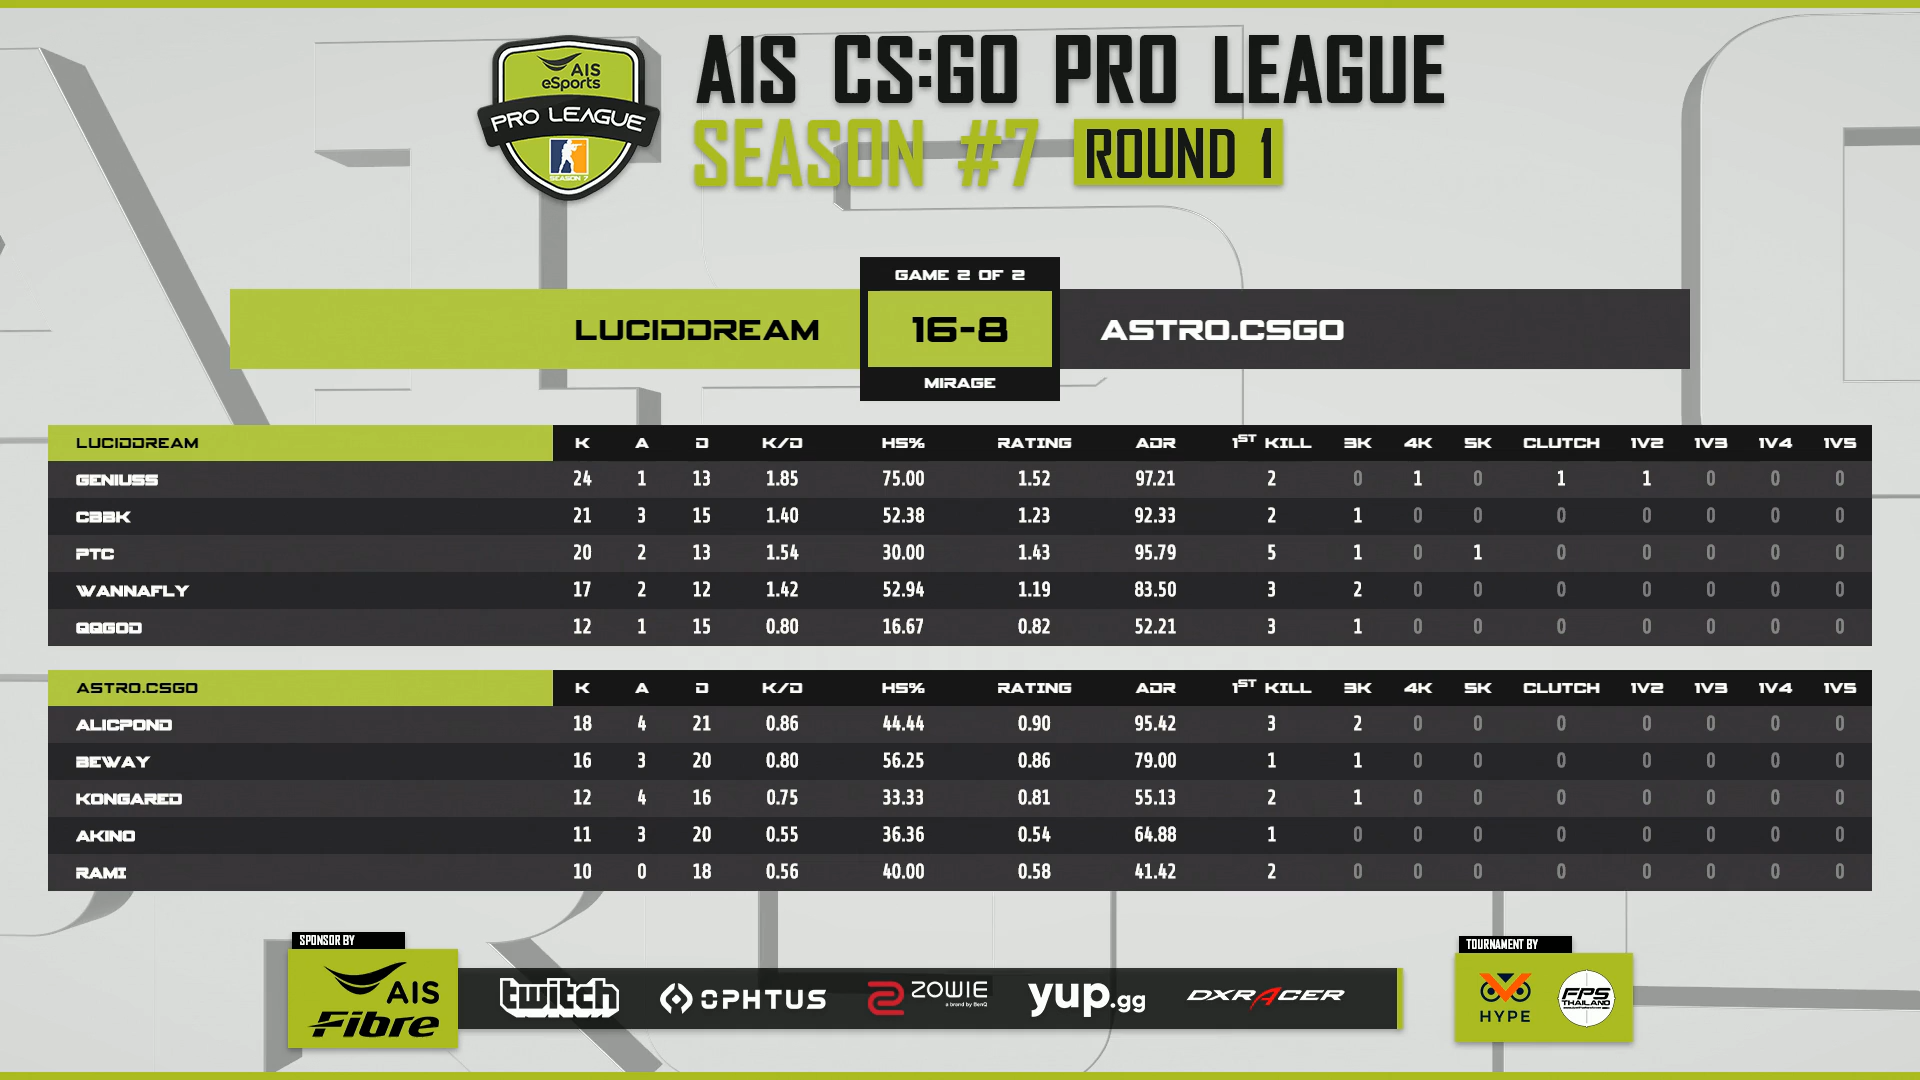 AIS CS:GO PRO LEAGUE
AIS
eSports
PRO LEAGUE
SEASON 7
SEASON #7 ROUND 1
GAME 2 OF 2
LUCIDDREAM 16-8 ASTRO.CSGO
MIRAGE
LUCIDDREAM K A D K/D HS% RATING ADR 1ST KILL 3K 4K 5K CLUTCH 1V2 1V3 1V4 1V5
GENIUSS 24 1 13 1.85 75.00 1.52 97.21 2 0 1 0 1 1 0 0 0
CBBK 21 3 15 1.40 52.38 1.23 92.33 2 1 0 0 0 0 0 0 0
PTC 20 2 13 1.54 30.00 1.43 95.79 5 1 0 1 0 0 0 0 0
WANNAFLY 17 2 12 1.42 52.94 1.19 83.50 3 2 0 0 0 0 0 0 0
QQGOD 12 1 15 0.80 16.67 0.82 52.21 3 1 0 0 0 0 0 0 0
ASTRO.CSGO K A D K/D HS% RATING ADR 1ST KILL 3K 4K 5K CLUTCH 1V2 1V3 1V4 1V5
ALICPOND 18 4 21 0.86 44.44 0.90 95.42 3 2 0 0 0 0 0 0 0
BEWAY 16 3 20 0.80 56.25 0.86 79.00 1 1 0 0 0 0 0 0 0
KONGARED 12 4 16 0.75 33.33 0.81 55.13 2 1 0 0 0 0 0 0 0
AKINO 11 3 20 0.55 36.36 0.54 64.88 1 0 0 0 0 0 0 0 0
RAMI 10 0 18 0.56 40.00 0.58 41.42 2 0 0 0 0 0 0 0 0
SPONSOR BY
AIS
Fibre
twitch OPHTUS ZOWIE yup.gg DXRACER
a brand by BenQ
TOURNAMENT BY
HYPE
FPS
THAILAND